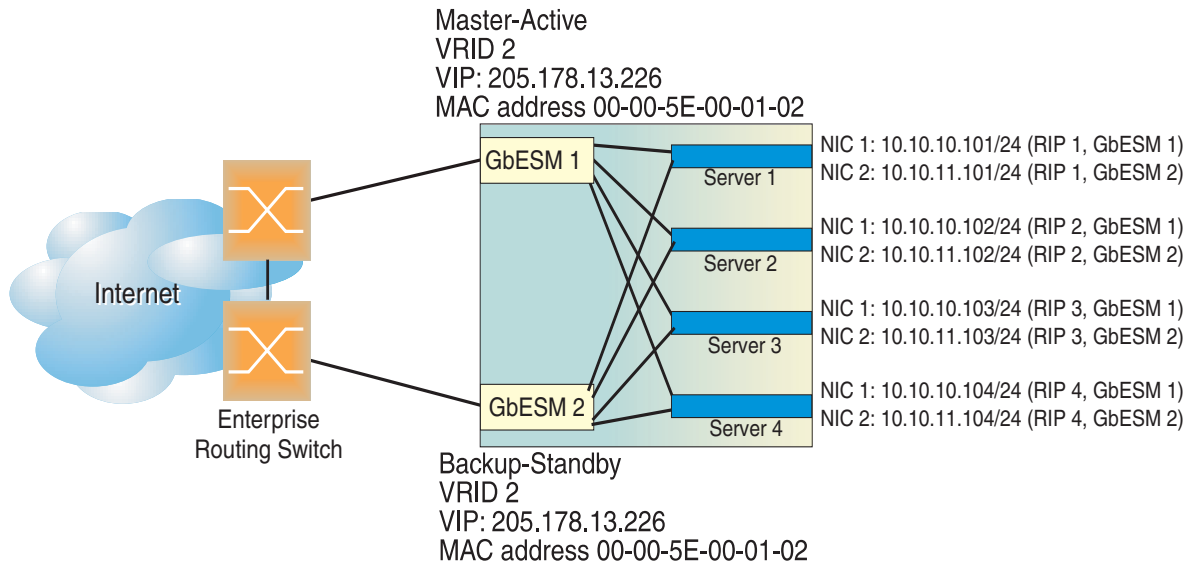 Master-Active
VRID 2
VIP: 205.178.13.226
MAC address 00-00-5E-00-01-02
GbESM 1
Server 1
NIC 1: 10.10.10.101/24 (RIP 1, GbESM 1)
NIC 2: 10.10.11.101/24 (RIP 1, GbESM 2)
Server 2
NIC 1: 10.10.10.102/24 (RIP 2, GbESM 1)
NIC 2: 10.10.11.102/24 (RIP 2, GbESM 2)
Internet
Server 3
NIC 1: 10.10.10.103/24 (RIP 3, GbESM 1)
NIC 2: 10.10.11.103/24 (RIP 3, GbESM 2)
GbESM 2
Server 4
NIC 1: 10.10.10.104/24 (RIP 4, GbESM 1)
NIC 2: 10.10.11.104/24 (RIP 4, GbESM 2)
Enterprise
Routing Switch
Backup-Standby
VRID 2
VIP: 205.178.13.226
MAC address 00-00-5E-00-01-02